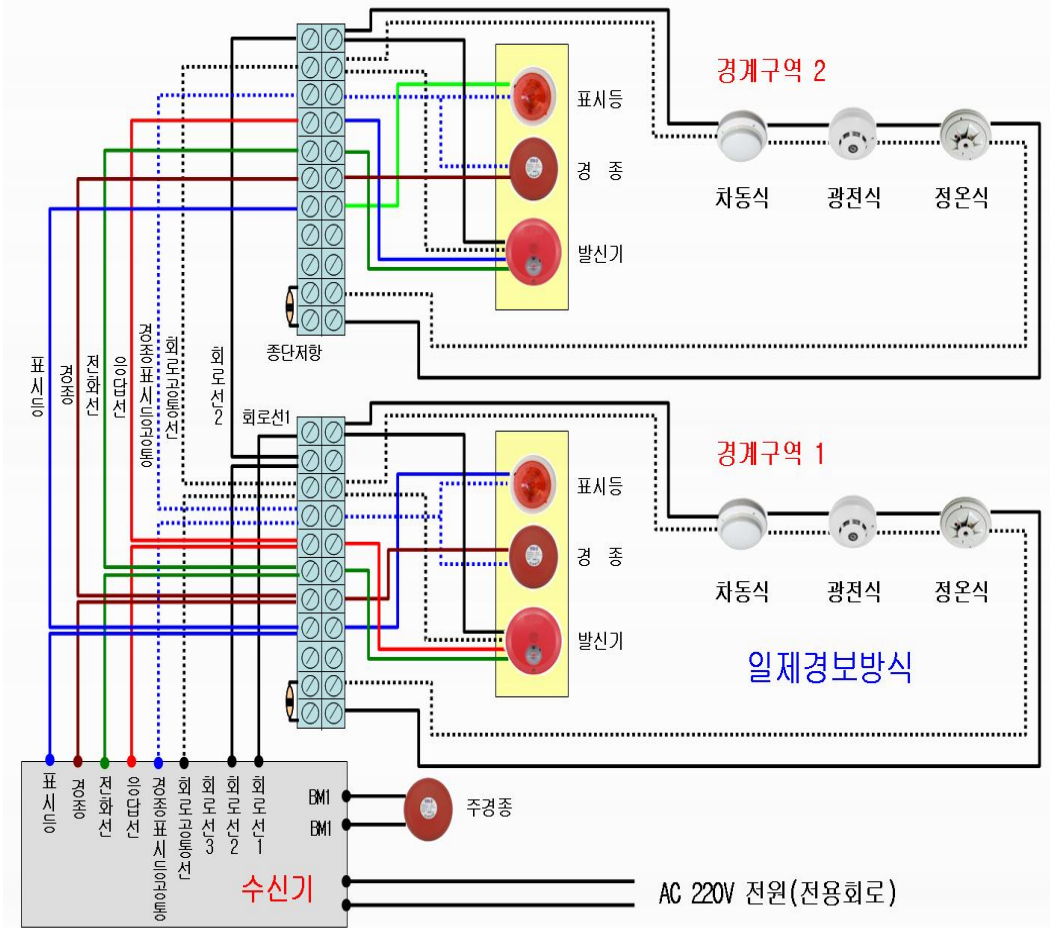 경계구역 2
표시등
경 종
발신기
차동식
광전식
정온식
종단저항
표시등
경종
전화선
응답선
경종표시등공통
회로공통선
회로선2
회로선1
경계구역 1
표시등
경 종
발신기
차동식
광전식
정온식
일제경보방식
표시등
경종
전화선
응답선
경종표시등공통
회로공통선
회로선3
회로선2
회로선1
BM1
BM1
주경종
수신기
AC 220V 전원(전용회로)